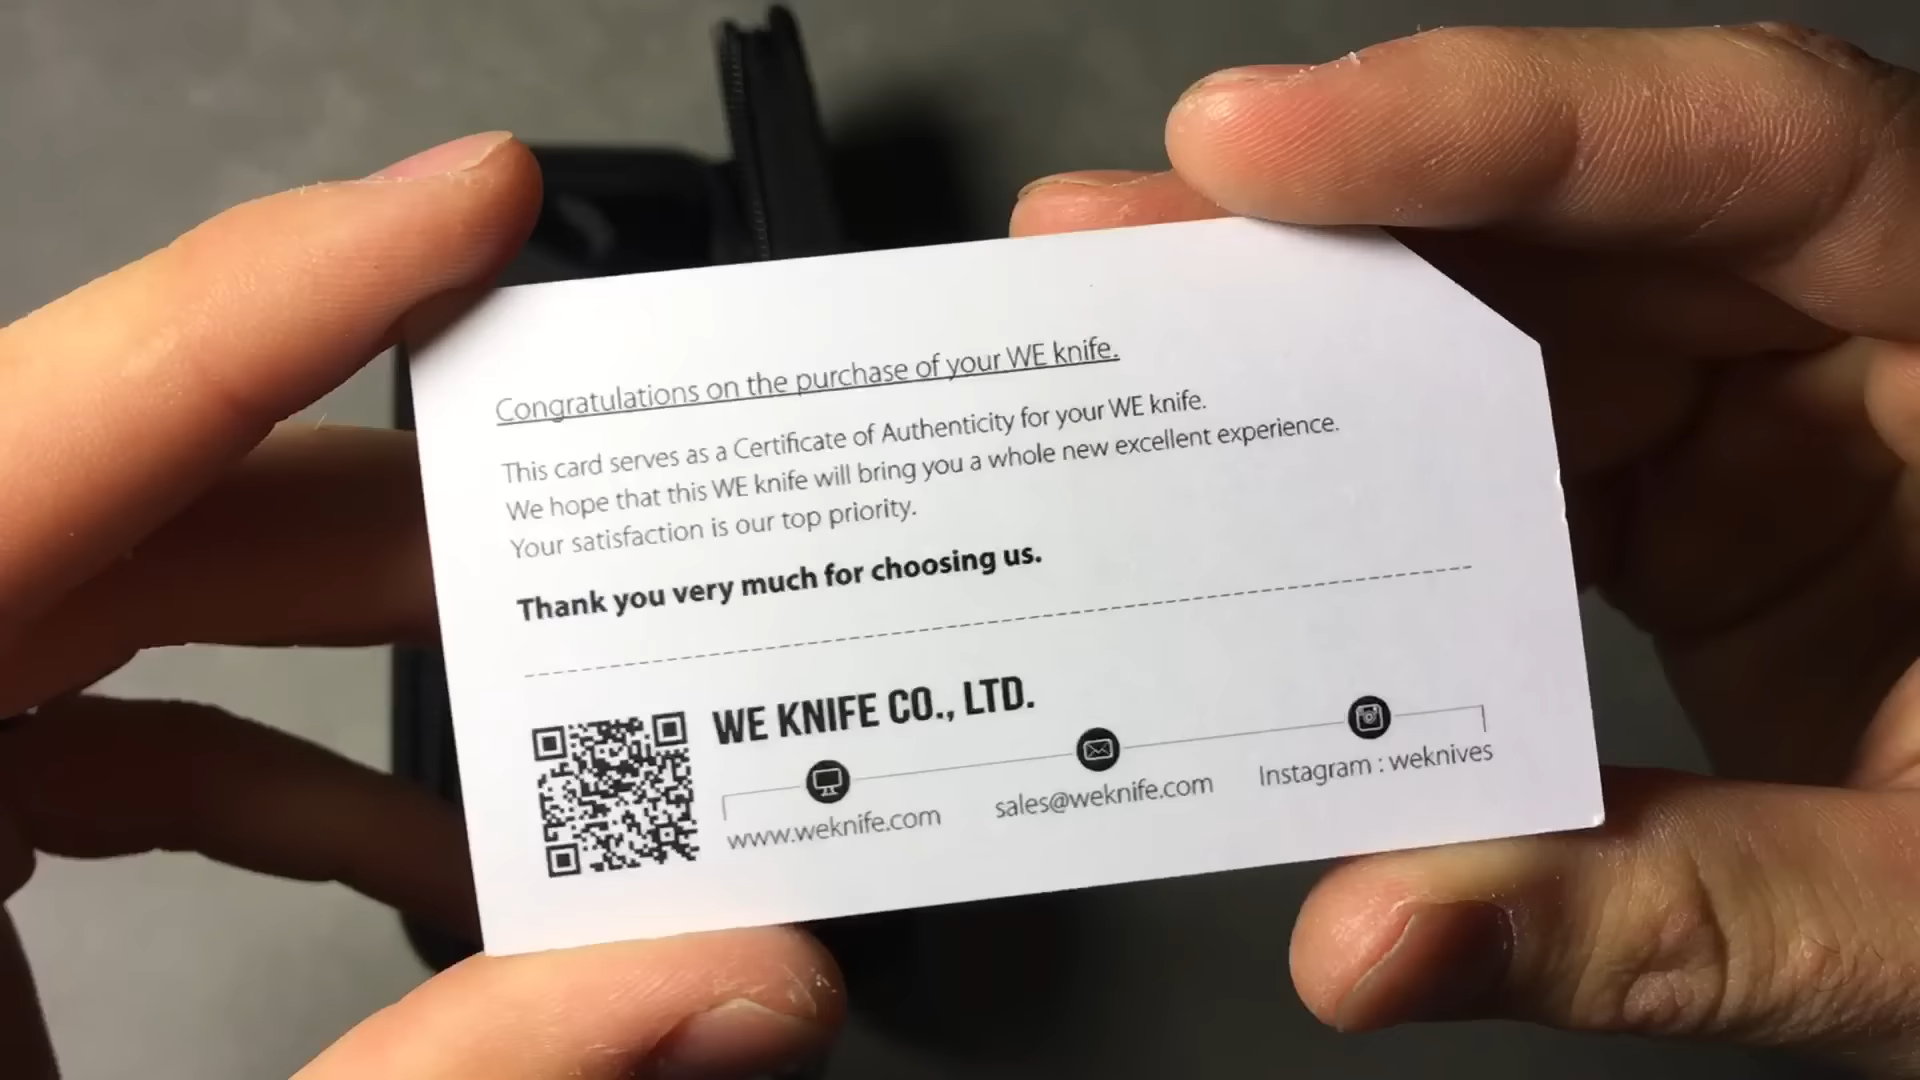 Congratulations on the purchase of your WE knife.
This card serves as a Certificate of Authenticity for your WE knife.
We hope that this WE knife will bring you a whole new excellent experience.
Your satisfaction is our top priority.
Thank you very much for choosing us.
WE KNIFE CO., LTD.
www.weknife.com
sales@weknife.com
Instagram : weknives